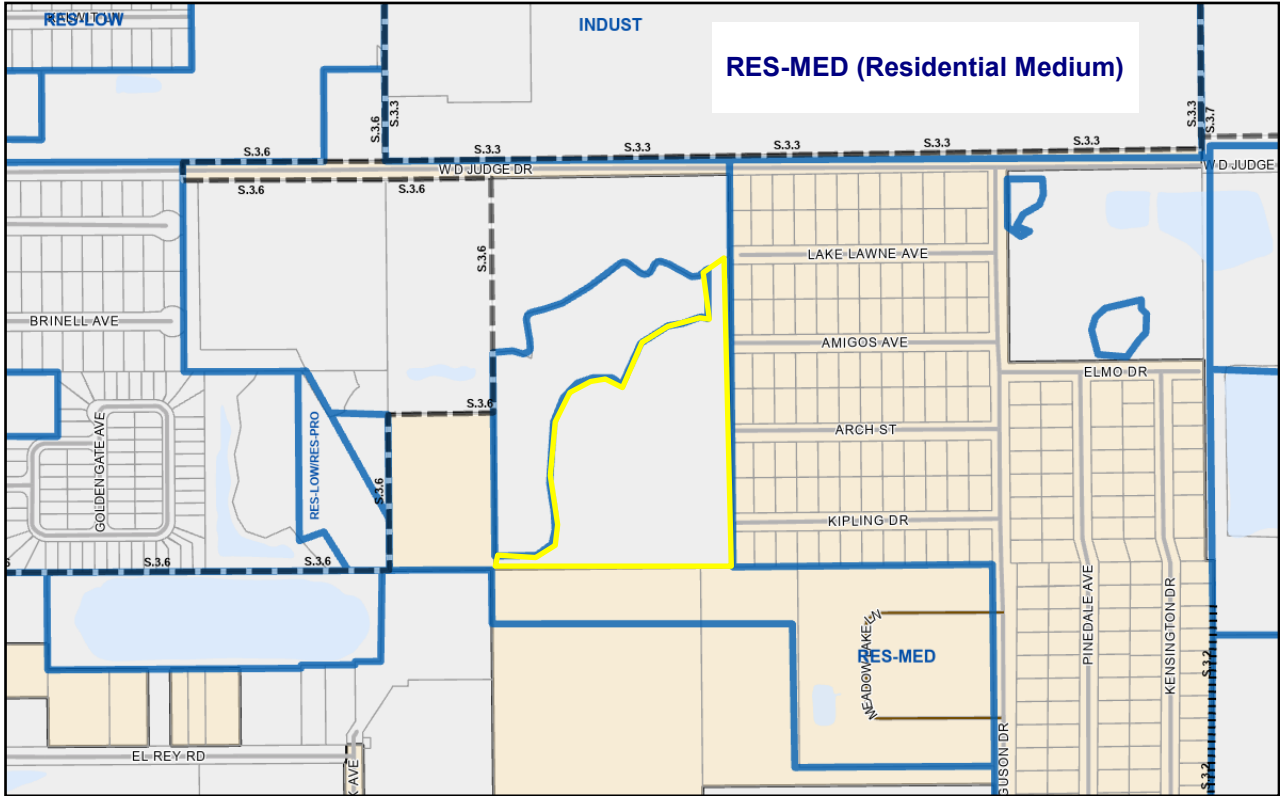 RES-LOW
INDUST
RES-MED (Residential Medium)
S.3.6
S.3.3
S.3.3
S.3.7
S.3.6
S.3.3
S.3.3
S.3.3
S.3.3
S.3.3
W D JUDGE DR
W D JUDGE
S.3.6
S.3.6
S.3.6
LAKE LAWNE AVE
BRINELL AVE
AMIGOS AVE
ELMO DR
S.3.6
GOLDEN GATE AVE
RES-LOW/RES-PRO
S.3.6
ARCH ST
KIPLING DR
6
S.3.6
S.3.6
MEADOW LAKE LN
RES-MED
PINEDALE AVE
KENSINGTON DR
S.3.2
EL REY RD
K AVE
GUSON DR
S.3.2